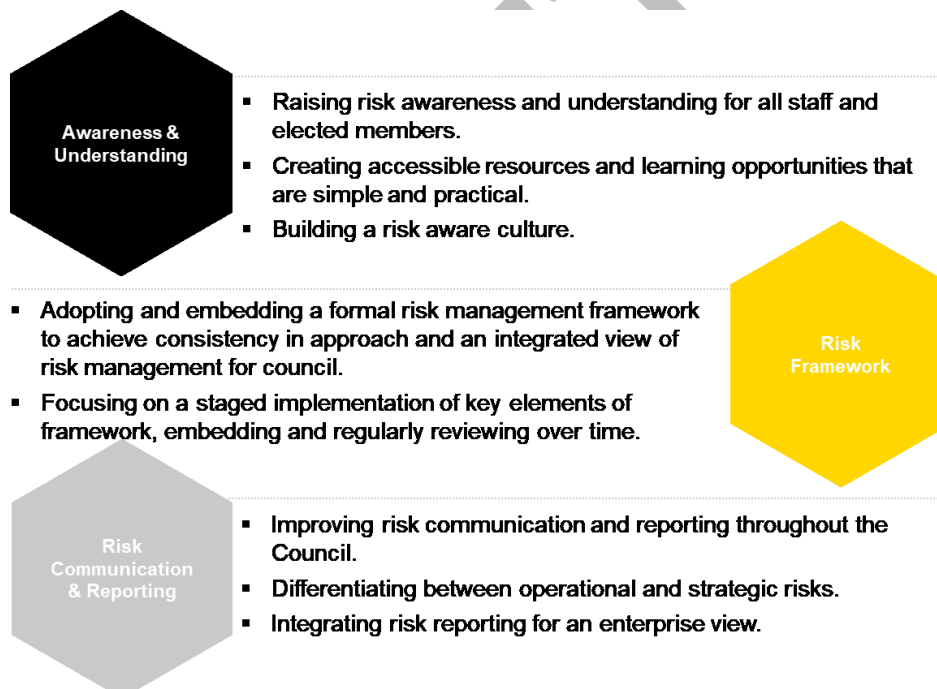 Awareness &
Understanding
▪ Raising risk awareness and understanding for all staff and
elected members.
▪ Creating accessible resources and learning opportunities that
are simple and practical.
▪ Building a risk aware culture.
▪ Adopting and embedding a formal risk management framework
to achieve consistency in approach and an integrated view of
risk management for council.
▪ Focusing on a staged implementation of key elements of
framework, embedding and regularly reviewing over time.
Risk
Framework
Risk
Communication
& Reporting
▪ Improving risk communication and reporting throughout the
Council.
▪ Differentiating between operational and strategic risks.
▪ Integrating risk reporting for an enterprise view.